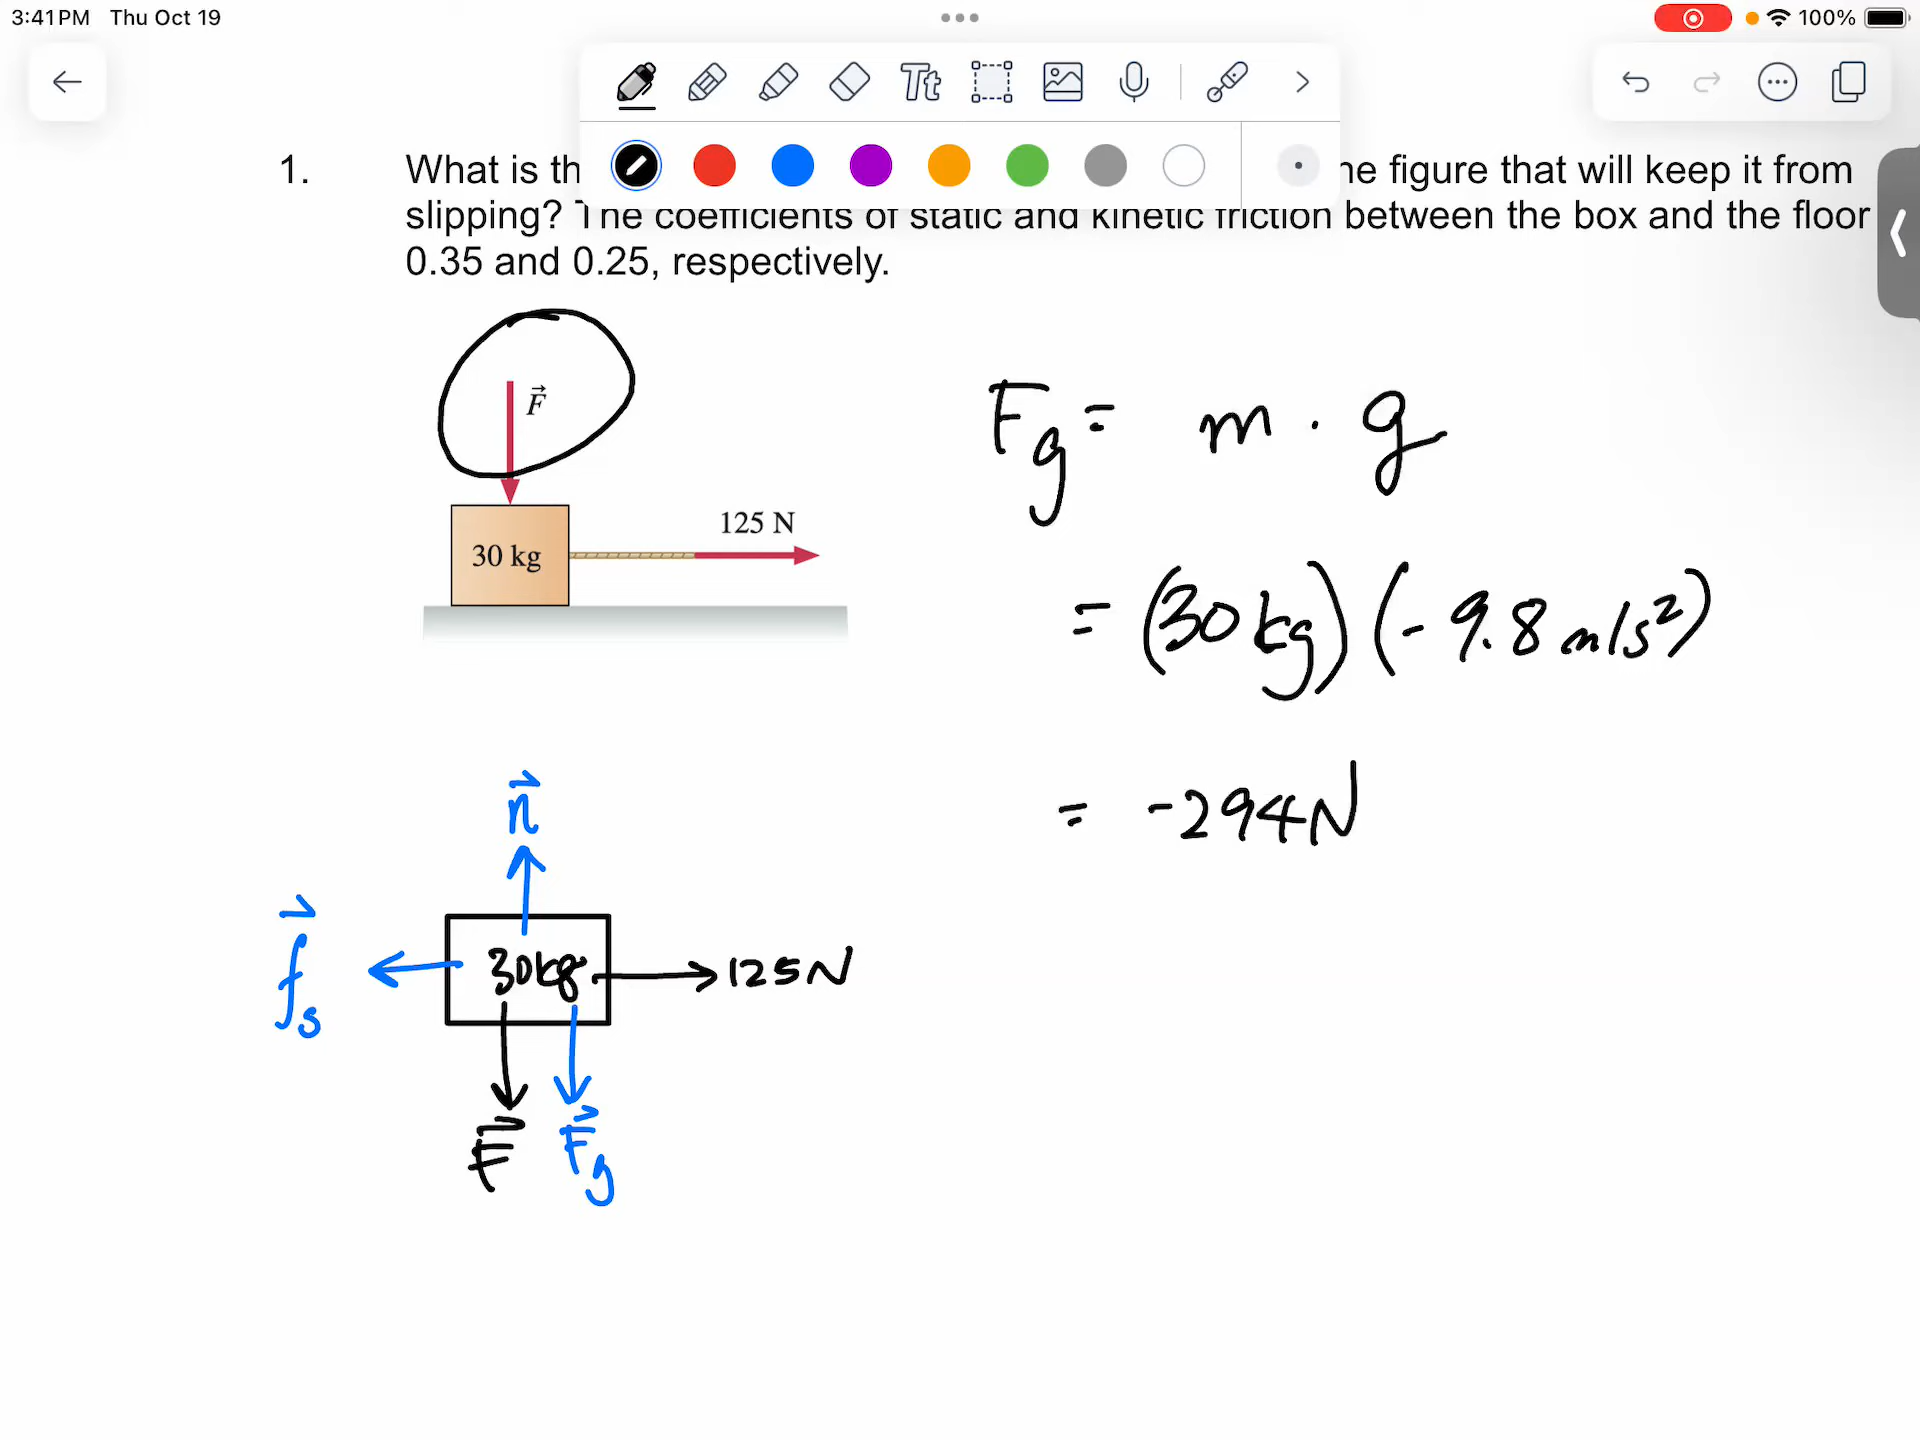 3:41 PM Thu Oct 19
100%
Tt
1. What is th he figure that will keep it from
slipping? The coefficients of static and kinetic friction between the box and the floor
0.35 and 0.25, respectively.
F
125 N
30 kg
Fg = m · g
= (30 kg) (- 9.8 m/s²)
= -294N
n
fs
30kg
125N
F
Fg